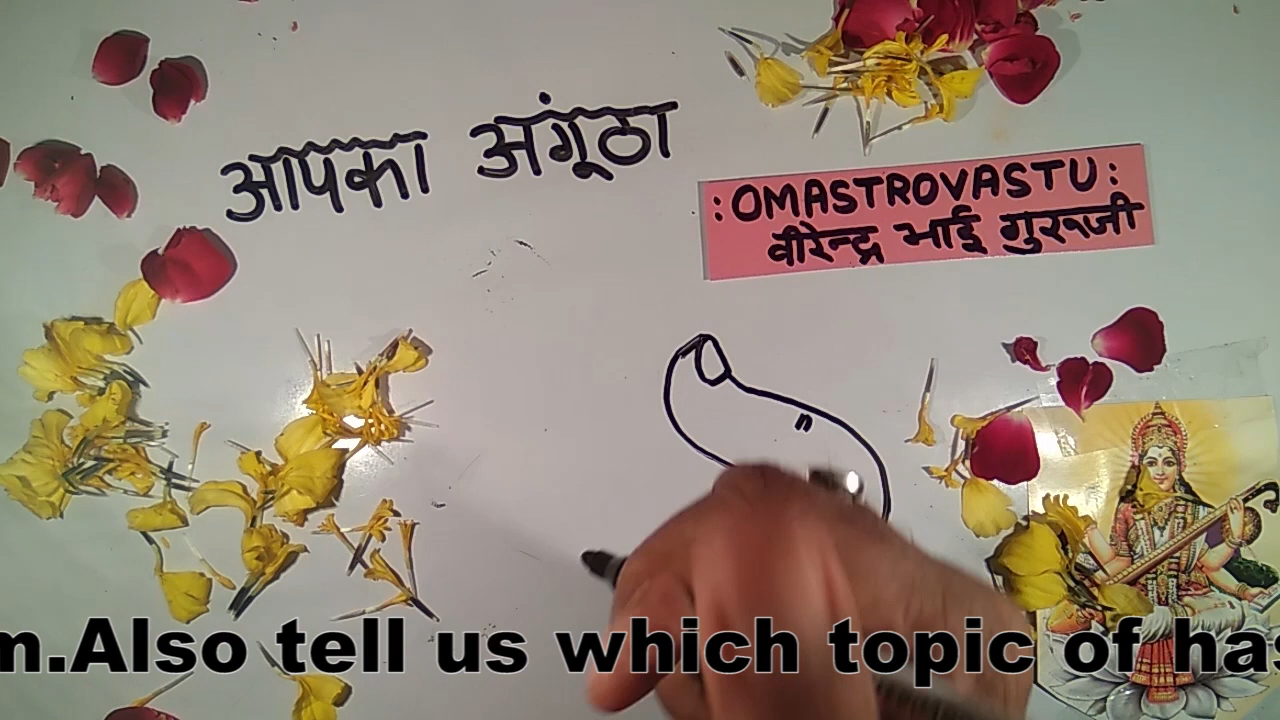 आपका अंगूठा
:OMASTROVASTU:
वीरेन्द्र भाई गुरूजी
m.Also tell us which topic of has